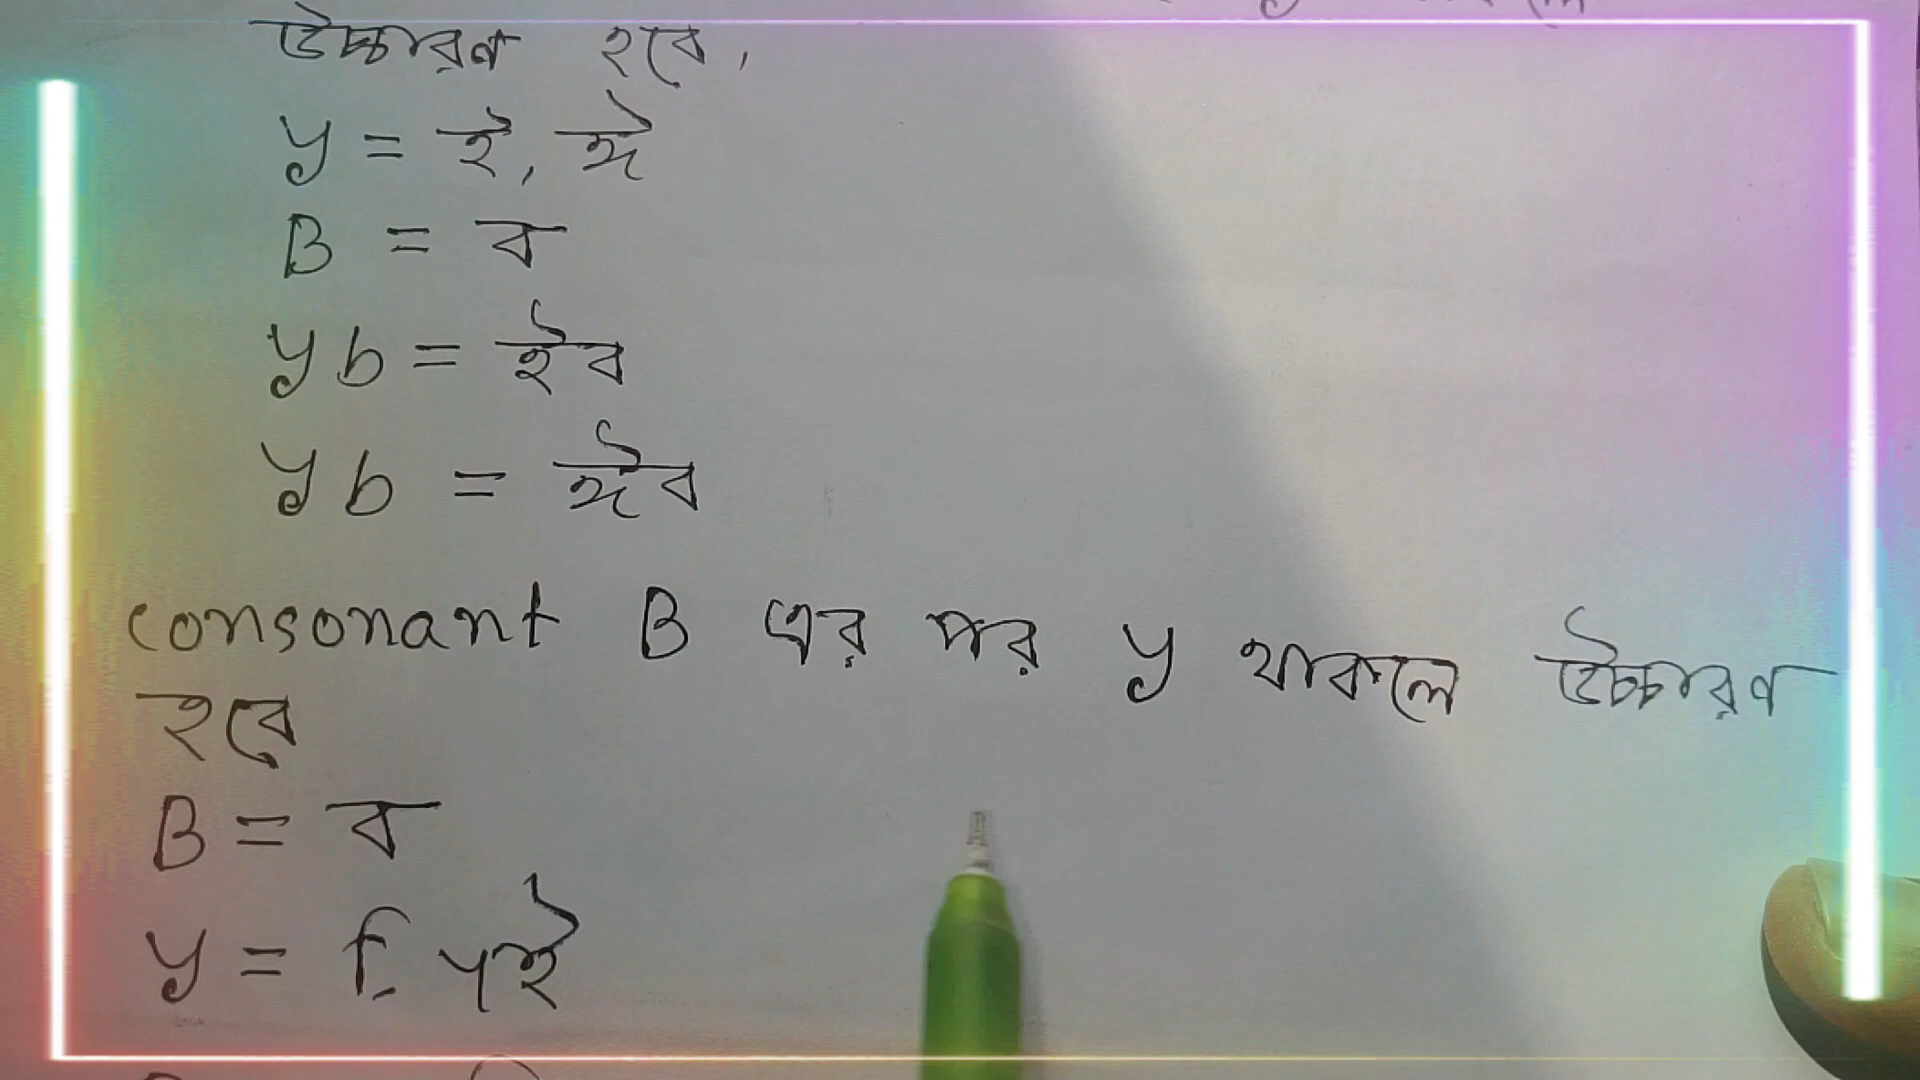 উচ্চারণ হবে,
y = ই, ঈ
B = ব
yb = ইব
yb = ঈব
consonant B এর পর y থাকলে উচ্চারণ
হবে
B = ব
y = ি,